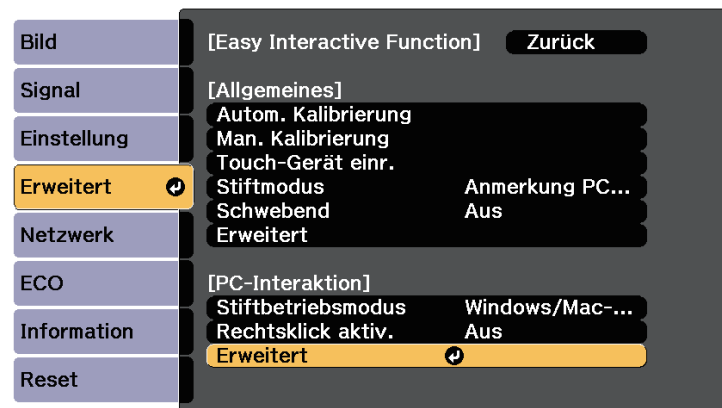 Bild
Signal
Einstellung
Erweitert
Netzwerk
ECO
Information
Reset
[Easy Interactive Function] Zurück
[Allgemeines]
Autom. Kalibrierung
Man. Kalibrierung
Touch-Gerät einr.
Stiftmodus Anmerkung PC...
Schwebend Aus
Erweitert
[PC-Interaktion]
Stiftbetriebsmodus Windows/Mac-...
Rechtsklick aktiv. Aus
Erweitert